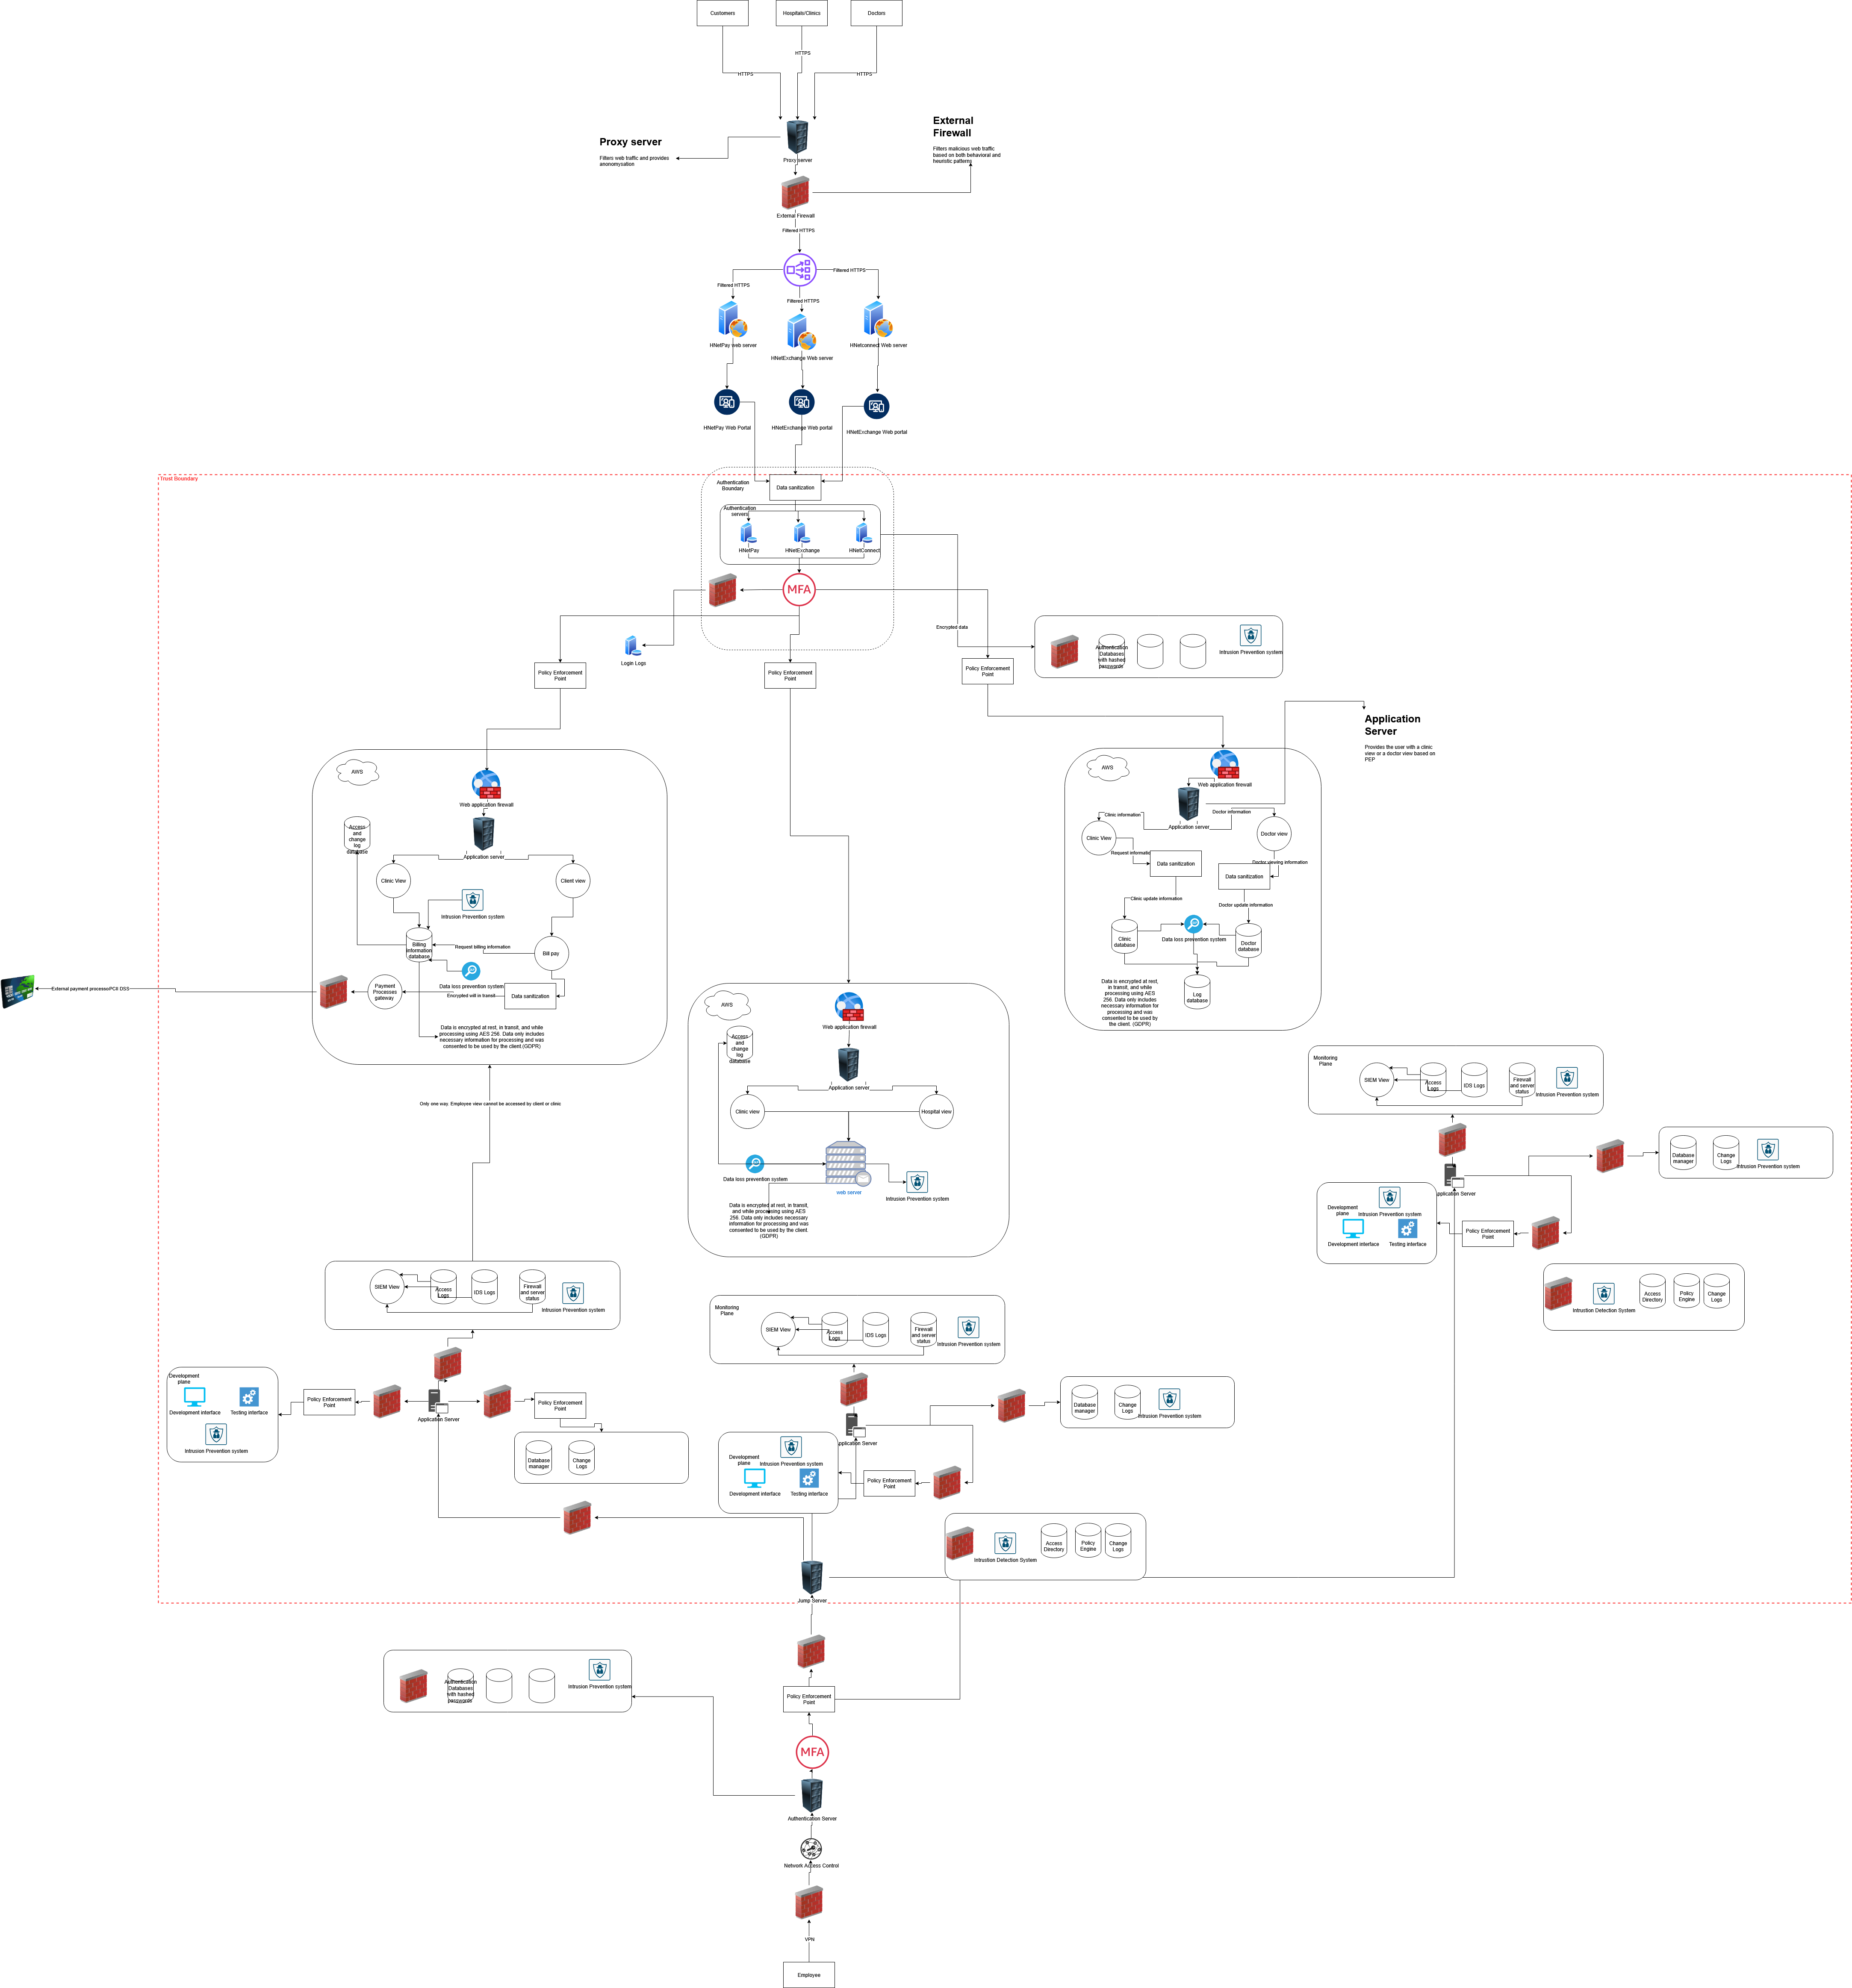 Customers
Hospitals/Clinics
Doctors
HTTPS
HTTPS
HTTPS
Proxy server
Filters web traffic and provides
anonomysation
Proxy server
External
Firewall
Filters malicious web traffic
based on both behavioral and
heuristic patterns
External Firewall
Filtered HTTPS
Filtered HTTPS
Filtered HTTPS
Filtered HTTPS
HNetPay web server
HNetExchange Web server
HNetconnect Web server
HNetPay Web Portal
HNetExchange Web portal
HNetExchange Web portal
Trust Boundary
Authentication
Boundary
Data sanitization
Authentication
servers
HNetPay
HNetExchange
HNetConnect
MFA
Login Logs
Encrypted data
Authentication
Databases
with hashed
passwords
Intrusion Prevention system
Policy Enforcement
Point
Policy Enforcement
Point
Policy Enforcement
Point
Application
Server
Provides the user with a clinic
view or a doctor view based on
PEP
AWS
Web application firewall
Access
and
change
log
database
Application server
Clinic View
Client view
Intrusion Prevention system
Billing
information
database
Request billing information
Bill pay
Data loss prevention system
Payment
Processes
gateway
Encrypted will in transit
Data sanitization
Data is encrypted at rest, in transit, and while
processing using AES 256. Data only includes
necessary information for processing and was
consented to be used by the client.(GDPR)
External payment processor
PCII DSS
AWS
Web application firewall
Application server
Clinic information
Doctor information
Clinic View
Doctor view
Request information
Data sanitization
Doctor viewing information
Data sanitization
Clinic update information
Doctor update information
Clinic
database
Data loss prevention system
Doctor
database
Log
database
Data is encrypted at rest,
in transit, and while
processing using AES
256. Data only includes
necessary information for
processing and was
consented to be used by
the client. (GDPR)
AWS
Web application firewall
Access
and
change
log
database
Application server
Clinic view
Hospital view
Data loss prevention system
web server
Intrusion Prevention system
Data is encrypted at rest, in transit,
and while processing using AES
256. Data only includes necessary
information for processing and was
consented to be used by the client.
(GDPR)
Only one way. Employee view cannot be accessed by client or clinic
Monitoring
Plane
SIEM View
Access
Logs
IDS Logs
Firewall
and server
status
Intrusion Prevention system
Application Server
Database
manager
Change
Logs
Intrusion Prevention system
Development
plane
Intrusion Prevention system
Development interface
Testing interface
Policy Enforcement
Point
Intrustion Detection System
Access
Directory
Policy
Engine
Change
Logs
SIEM View
Access
Logs
IDS Logs
Firewall
and server
status
Intrusion Prevention system
Development
plane
Development interface
Testing interface
Intrusion Prevention system
Policy Enforcement
Point
Application Server
Policy Enforcement
Point
Database
manager
Change
Logs
Monitoring
Plane
SIEM View
Access
Logs
IDS Logs
Firewall
and server
status
Intrusion Prevention system
Application Server
Database
manager
Change
Logs
Intrusion Prevention system
Development
plane
Intrusion Prevention system
Development interface
Testing interface
Policy Enforcement
Point
Intrustion Detection System
Access
Directory
Policy
Engine
Change
Logs
Jump Server
Authentication
Databases
with hashed
passwords
Intrusion Prevention system
Policy Enforcement
Point
MFA
Authentication Server
Network Access Control
VPN
Employee